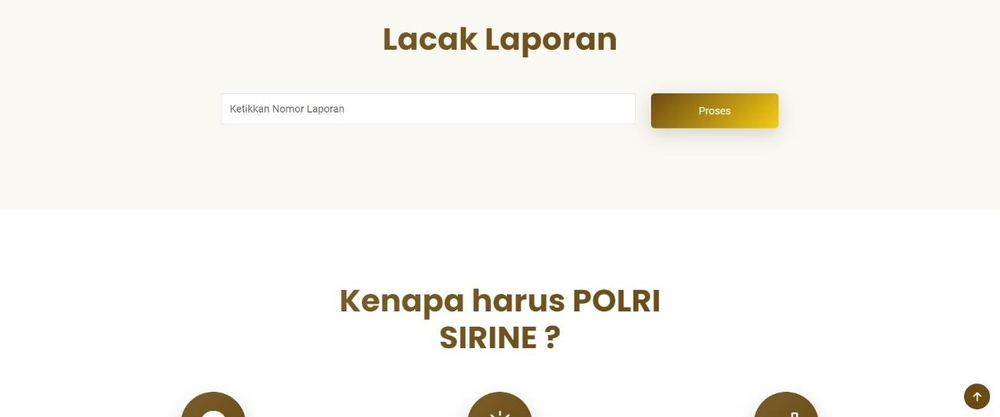 Lacak Laporan
Ketikkan Nomor Laporan
Proses
Kenapa harus POLRI
SIRINE ?